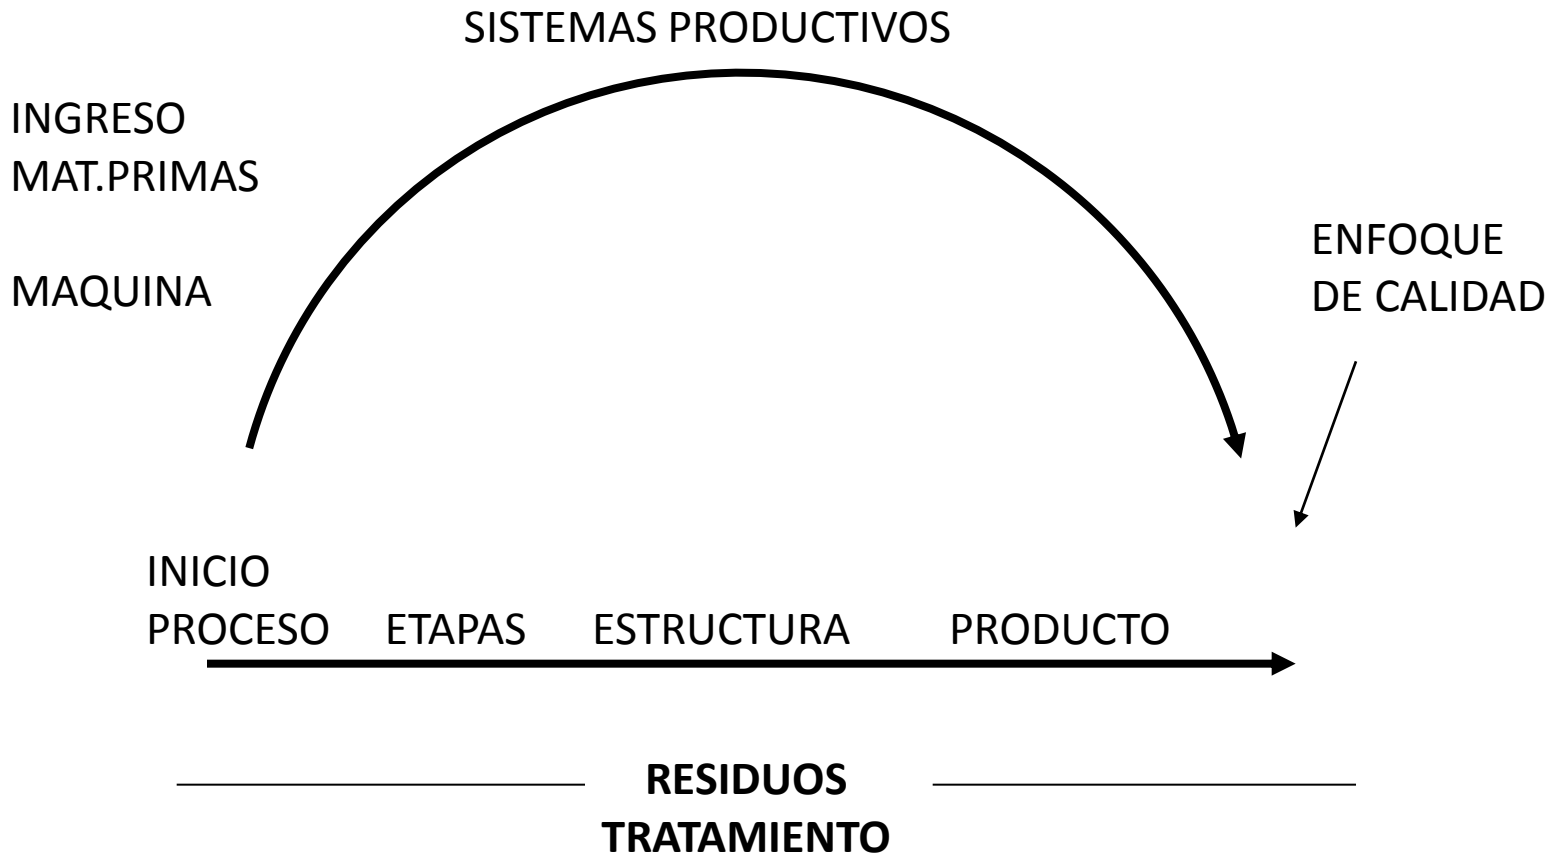 SISTEMAS PRODUCTIVOS
INGRESO
MAT.PRIMAS
MAQUINA
ENFOQUE
DE CALIDAD
INICIO
PROCESO ETAPAS ESTRUCTURA PRODUCTO
RESIDUOS
TRATAMIENTO